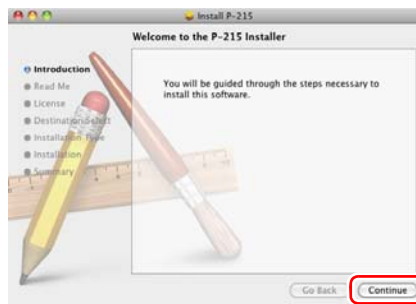 Install P-215
Welcome to the P-215 Installer
Introduction
Read Me
License
Destination Select
Installation Type
Installation
Summary
You will be guided through the steps necessary to
install this software.
Go Back
Continue